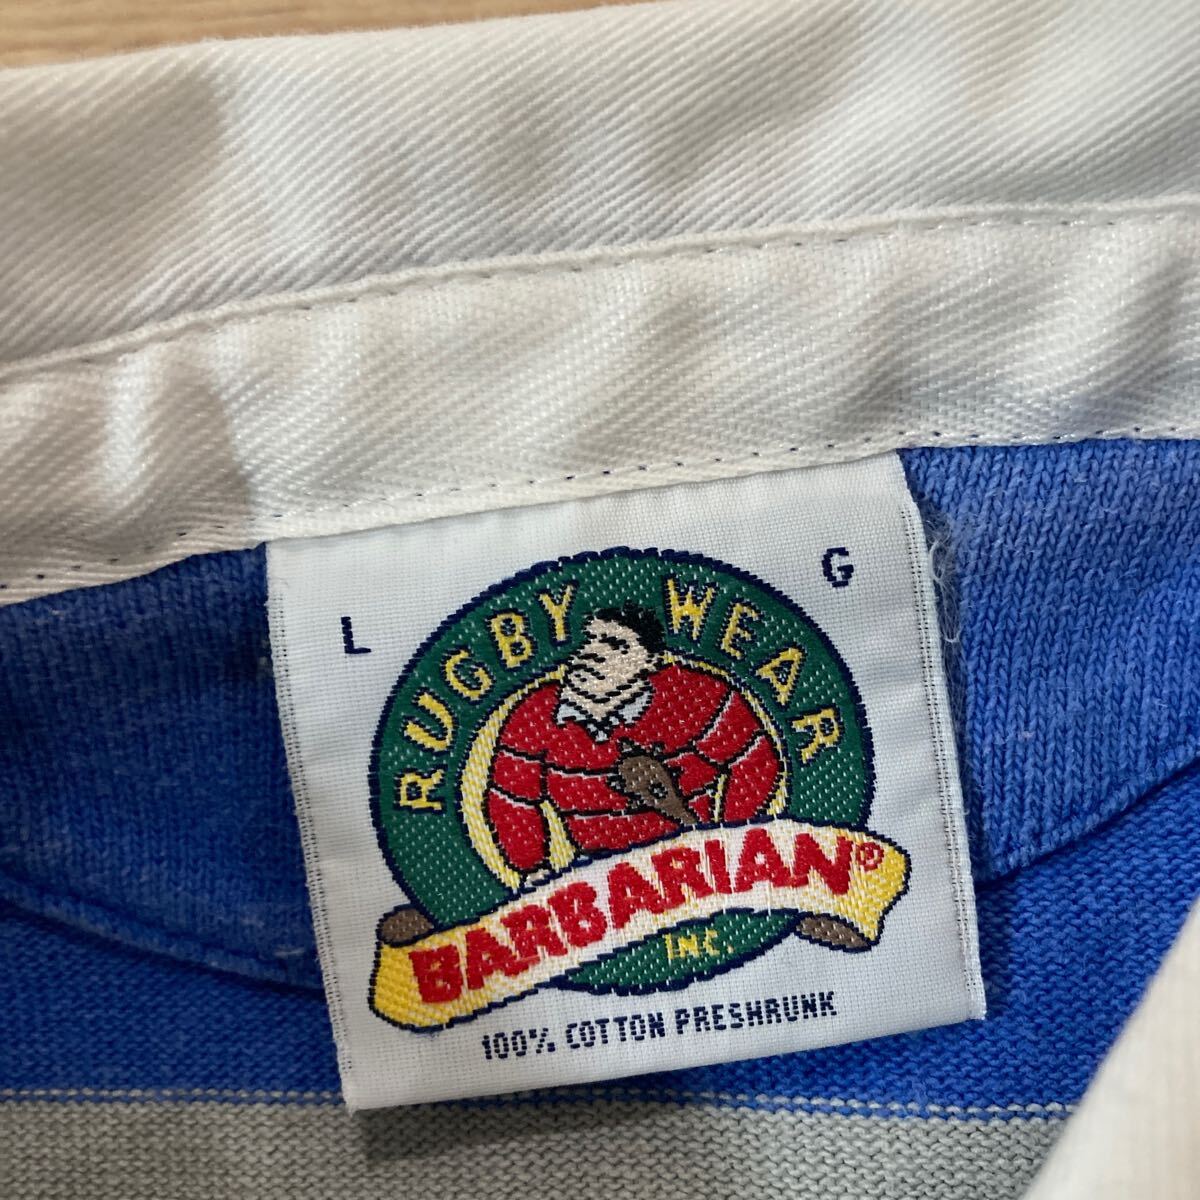 L G
RUGBY WEAR
BARBARIAN®
INC.
100% COTTON PRESHRUNK